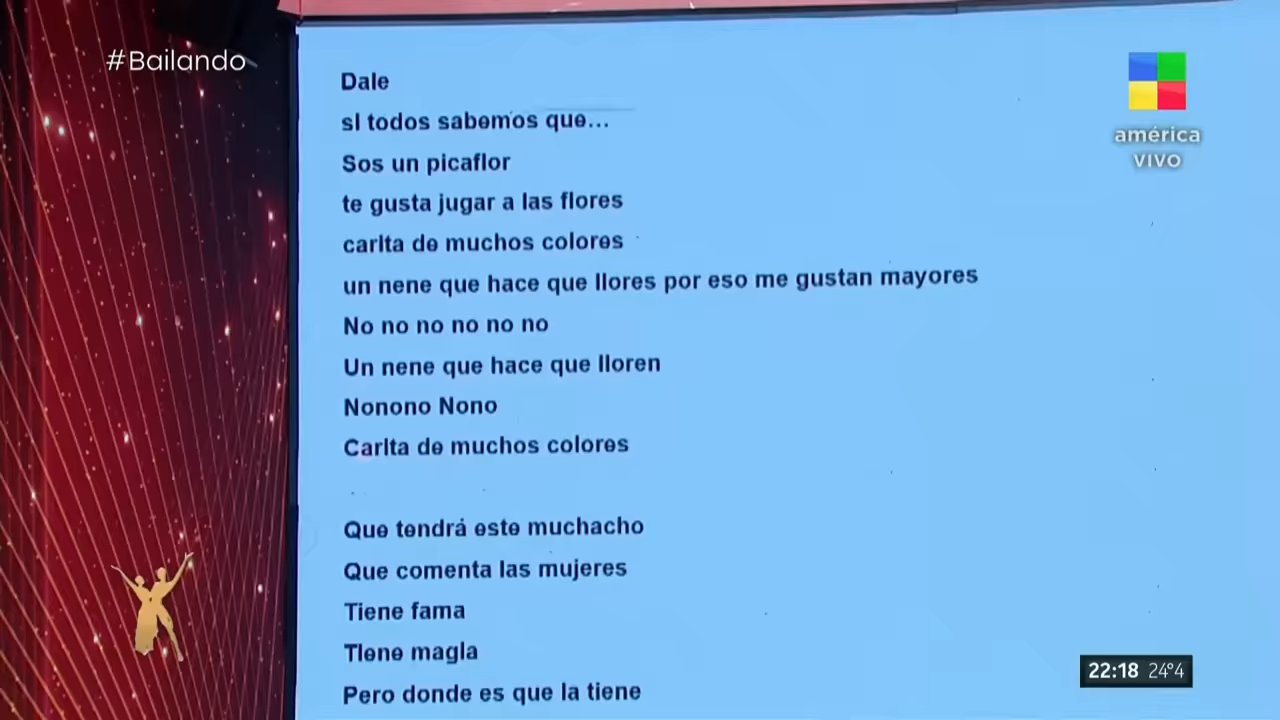 #Bailando
américa
VIVO
Dale
sI todos sabemos que...
Sos un picaflor
te gusta jugar a las flores
carIta de muchos colores
un nene que hace que llores por eso me gustan mayores
No no no no no no
Un nene que hace que lloren
Nonono Nono
CarIta de muchos colores
Que tendrá este muchacho
Que comenta las mujeres
Tiene fama
TIene magIa
Pero donde es que la tiene
22:18 24°4